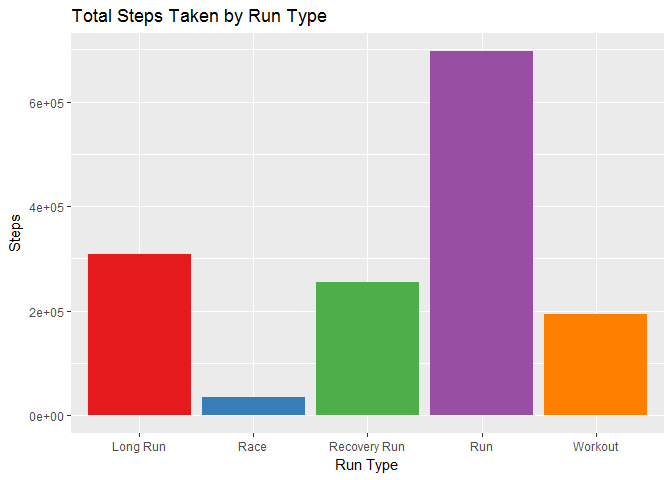 Total Steps Taken by Run Type
6e+05
4e+05
2e+05
0e+00
Steps
Long Run Race Recovery Run Run Workout
Run Type